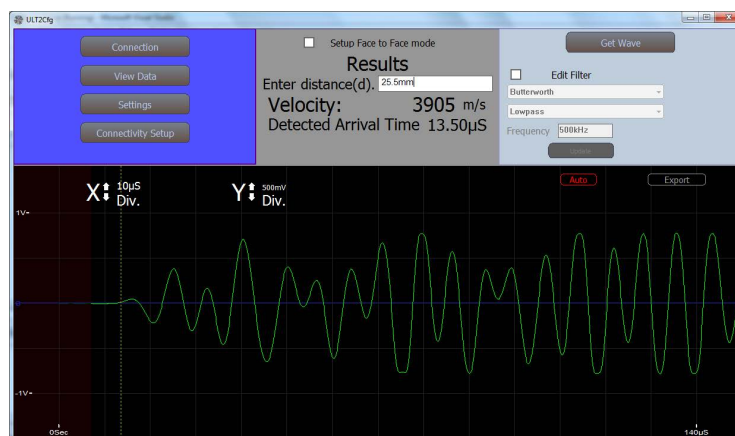 ULT2Cfg
Connection
View Data
Settings
Connectivity Setup
Setup Face to Face mode
Results
Enter distance(d). 25.5mm
Velocity: 3905 m/s
Detected Arrival Time 13.50µS
Get Wave
Edit Filter
Butterworth
Lowpass
Frequency 500kHz
Update
X 10µS Div.
Y 500mV Div.
Auto
Export
1V-
0
-1V-
0Sec
140µS